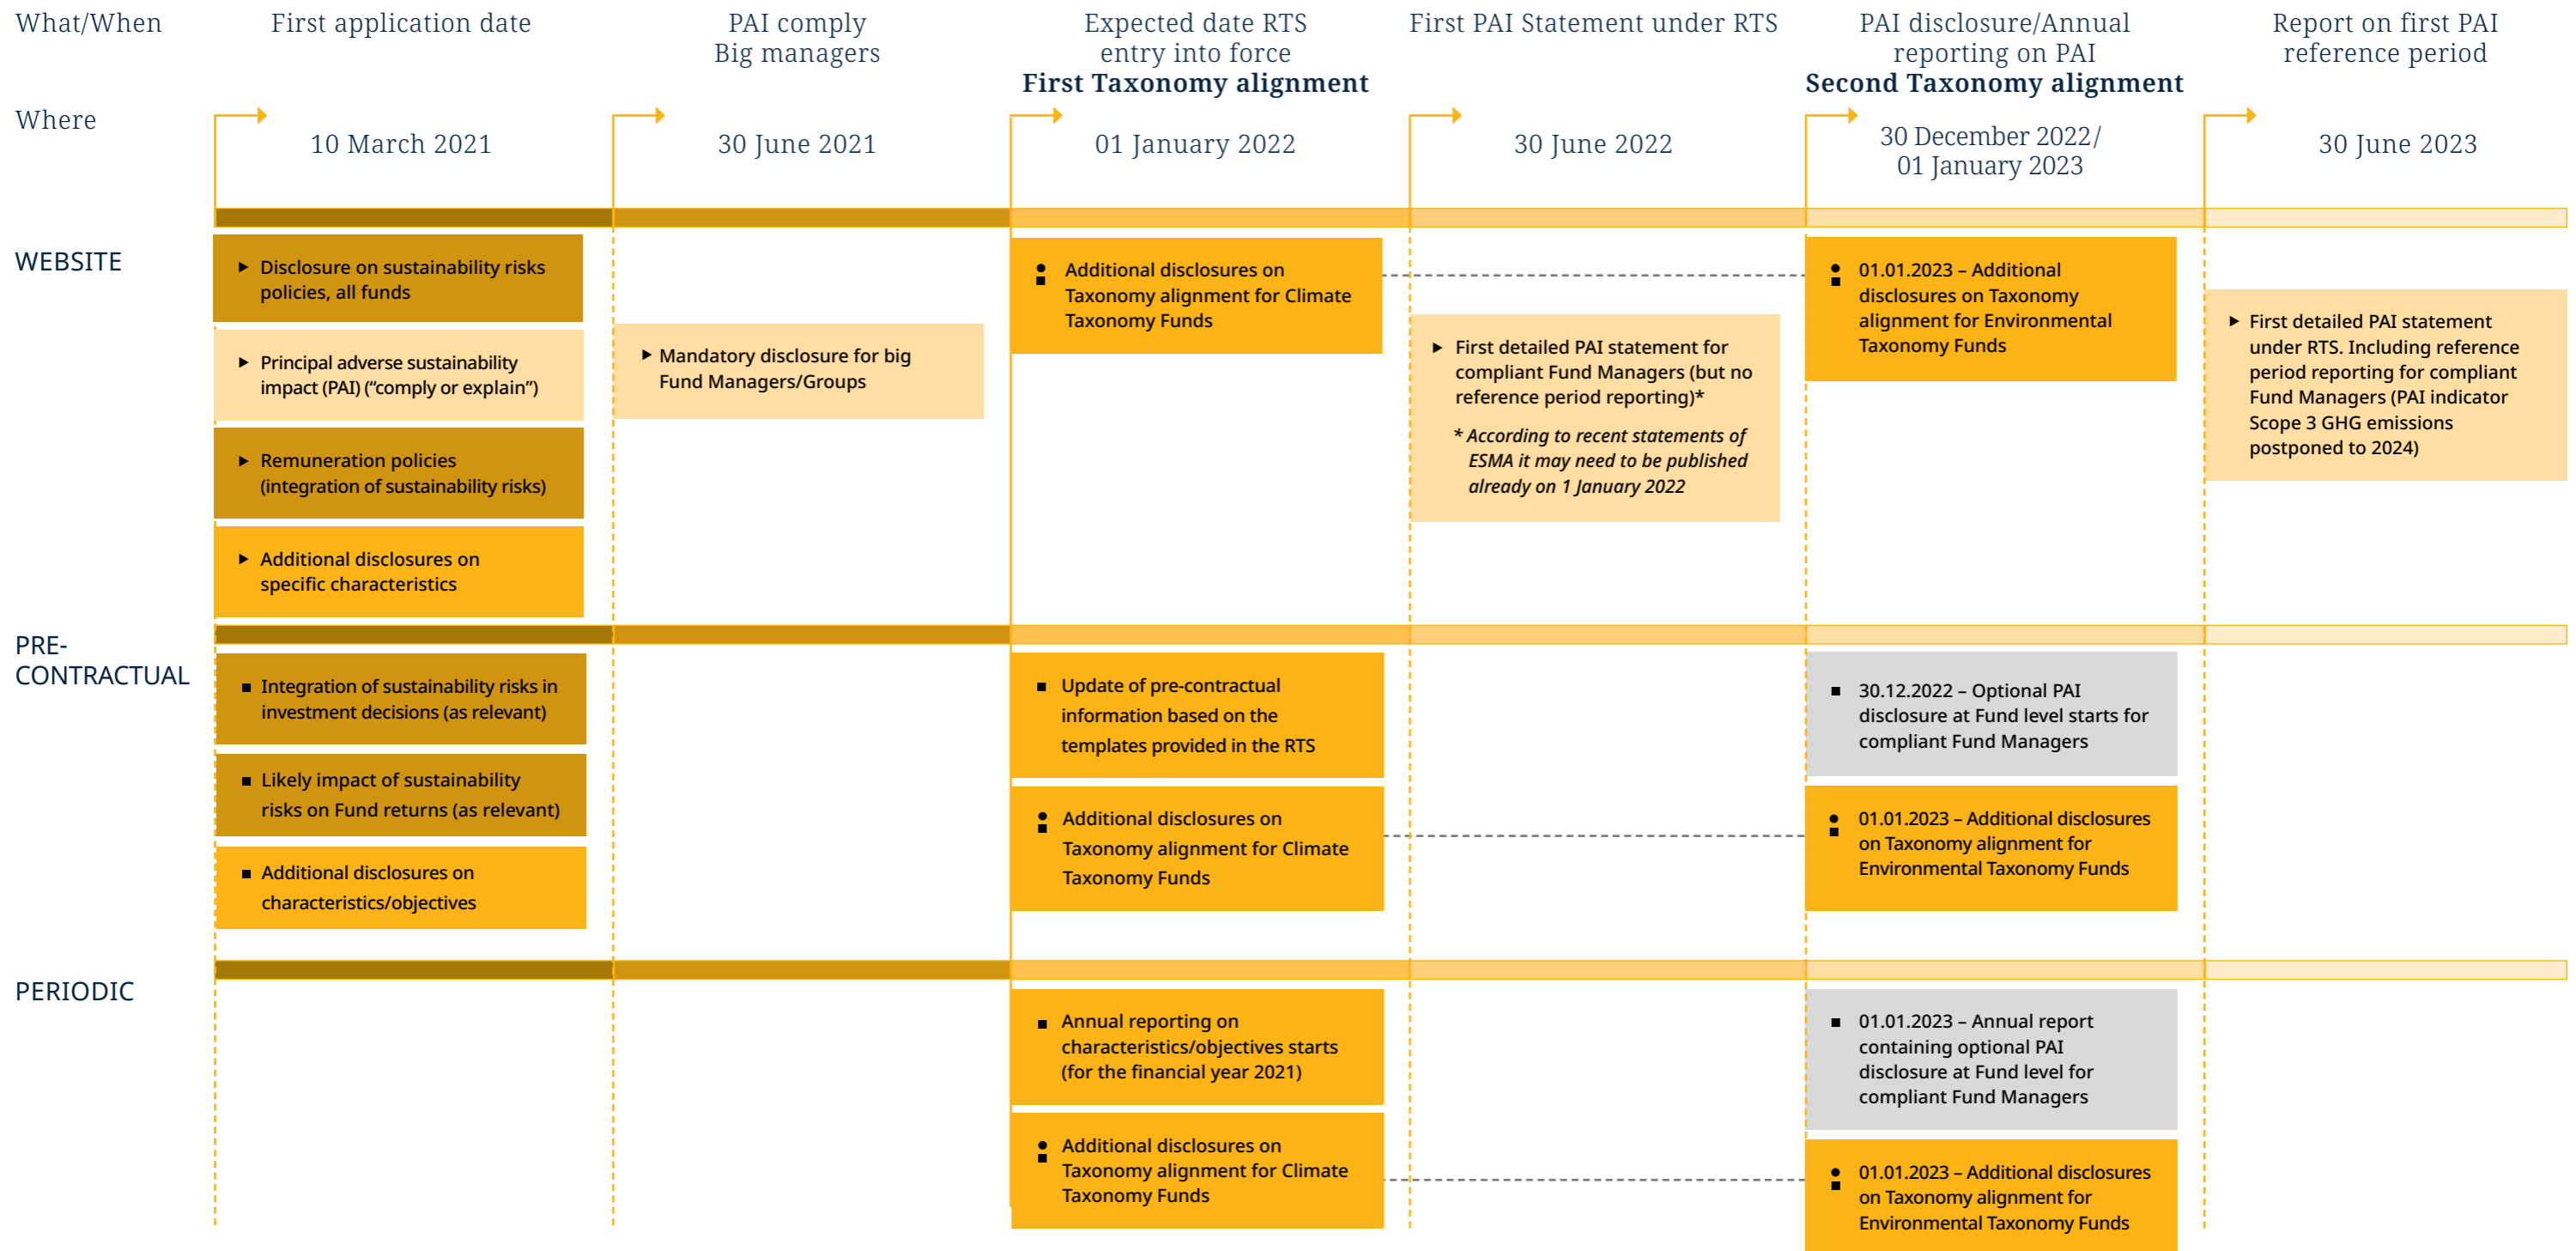 What/When
First application date
PAI comply
Big managers
Expected date RTS
entry into force
First Taxonomy alignment
First PAI Statement under RTS
PAI disclosure/Annual
reporting on PAI
Second Taxonomy alignment
Report on first PAI
reference period
Where
10 March 2021
30 June 2021
01 January 2022
30 June 2022
30 December 2022/
01 January 2023
30 June 2023
WEBSITE
Disclosure on sustainability risks
policies, all funds
Principal adverse sustainability
impact (PAI) (“comply or explain”)
Remuneration policies
(integration of sustainability risks)
Additional disclosures on
specific characteristics
Mandatory disclosure for big
Fund Managers/Groups
Additional disclosures on
Taxonomy alignment for Climate
Taxonomy Funds
First detailed PAI statement for
compliant Fund Managers (but no
reference period reporting)*
* According to recent statements of
ESMA it may need to be published
already on 1 January 2022
01.01.2023 – Additional
disclosures on Taxonomy
alignment for Environmental
Taxonomy Funds
First detailed PAI statement
under RTS. Including reference
period reporting for compliant
Fund Managers (PAI indicator
Scope 3 GHG emissions
postponed to 2024)
PRE-
CONTRACTUAL
Integration of sustainability risks in
investment decisions (as relevant)
Likely impact of sustainability
risks on Fund returns (as relevant)
Additional disclosures on
characteristics/objectives
Update of pre-contractual
information based on the
templates provided in the RTS
Additional disclosures on
Taxonomy alignment for Climate
Taxonomy Funds
30.12.2022 – Optional PAI
disclosure at Fund level starts for
compliant Fund Managers
01.01.2023 – Additional disclosures
on Taxonomy alignment for
Environmental Taxonomy Funds
PERIODIC
Annual reporting on
characteristics/objectives starts
(for the financial year 2021)
Additional disclosures on
Taxonomy alignment for Climate
Taxonomy Funds
01.01.2023 – Annual report
containing optional PAI
disclosure at Fund level for
compliant Fund Managers
01.01.2023 – Additional disclosures
on Taxonomy alignment for
Environmental Taxonomy Funds